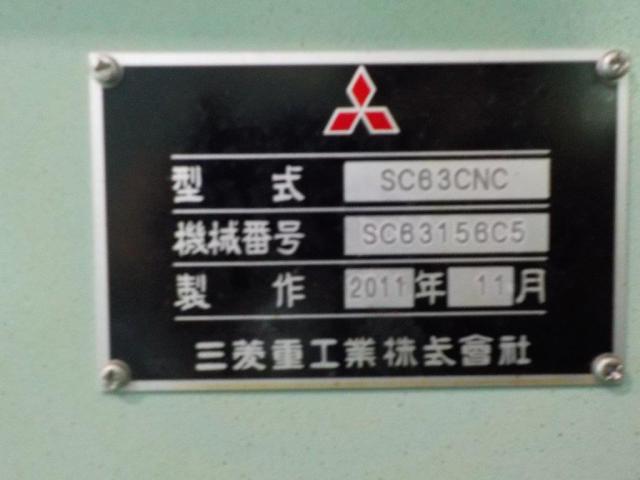 型式 SC63CNC
機械番号 SC63156C5
製作 2011年 11月
三菱重工業株式會社